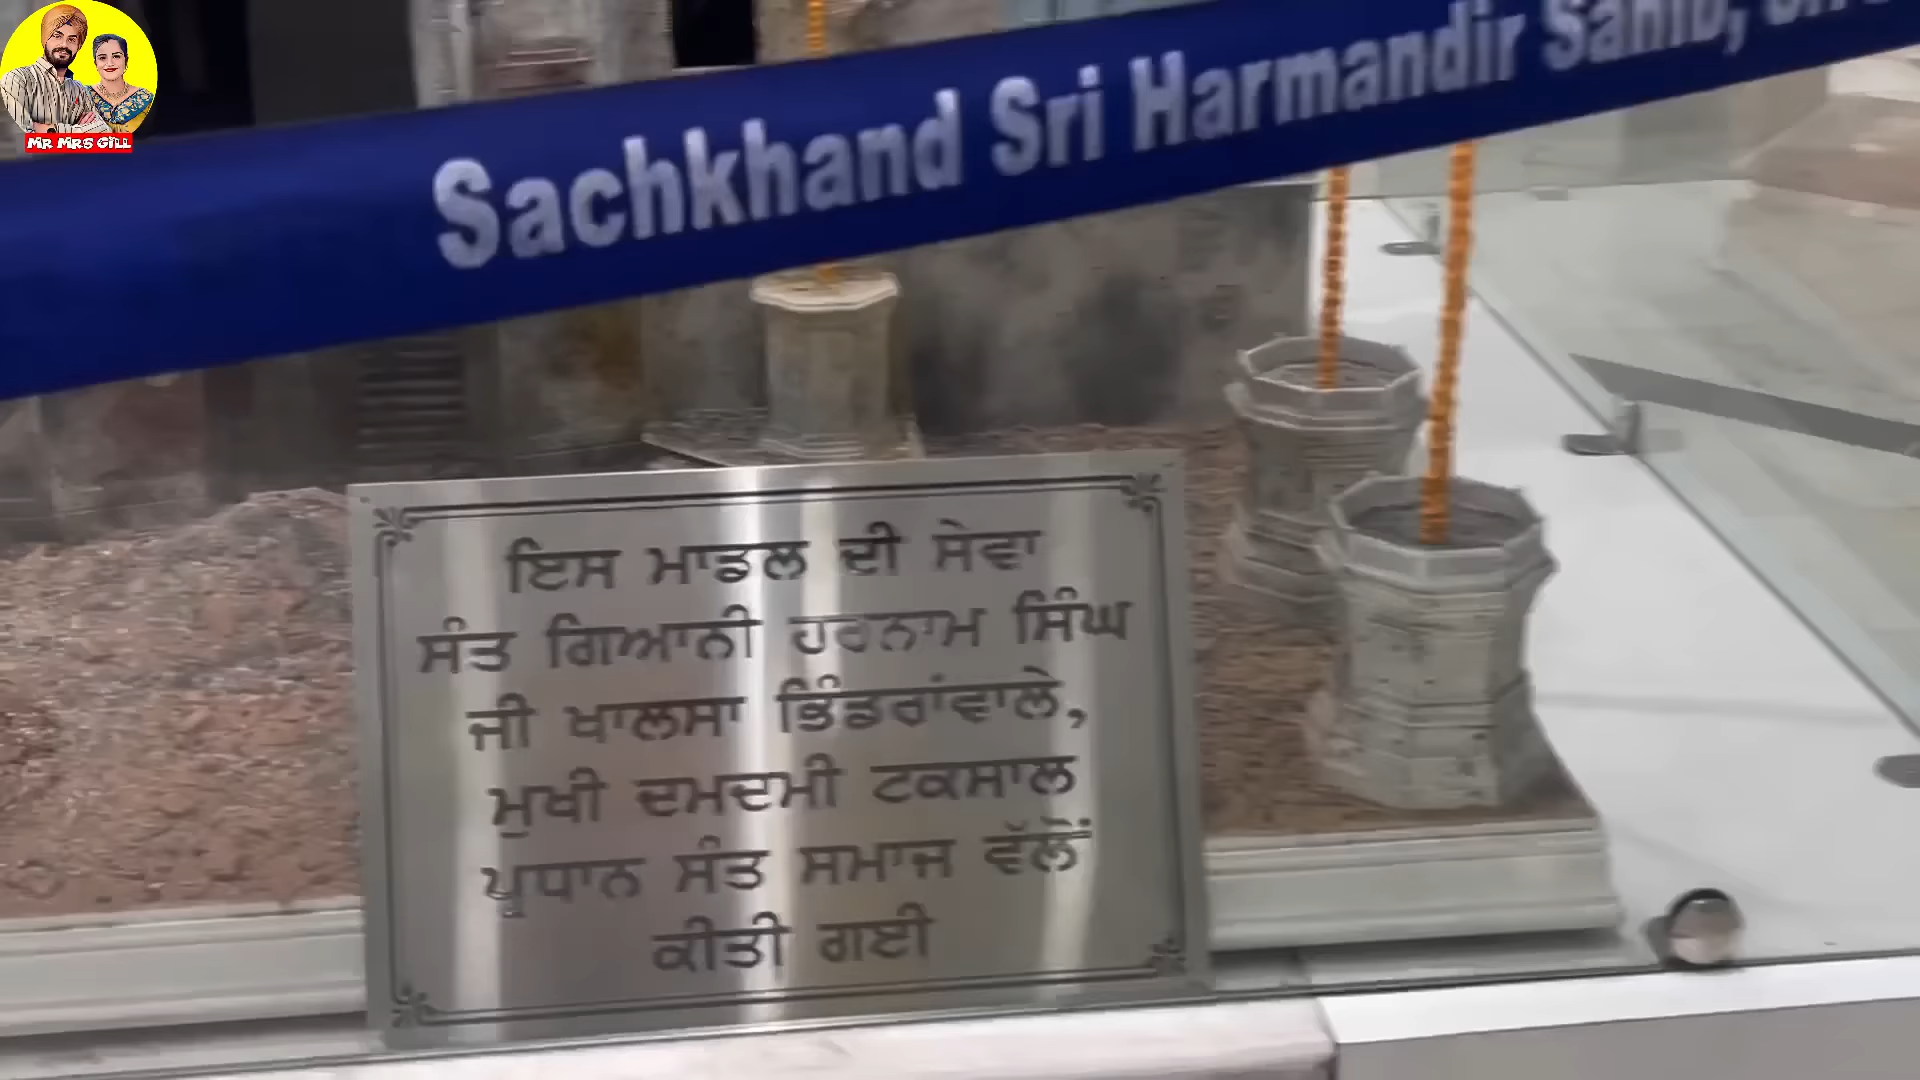 MR MRS GILL
Sachkhand Sri Harmandir Sahib,
ਇਸ ਮਾਡਲ ਦੀ ਸੇਵਾ
ਸੰਤ ਗਿਆਨੀ ਹਰਨਾਮ ਸਿੰਘ
ਜੀ ਖਾਲਸਾ ਭਿੰਡਰਾਂਵਾਲੇ,
ਮੁਖੀ ਦਮਦਮੀ ਟਕਸਾਲ
ਪ੍ਰਧਾਨ ਸੰਤ ਸਮਾਜ ਵੱਲੋਂ
ਕੀਤੀ ਗਈ